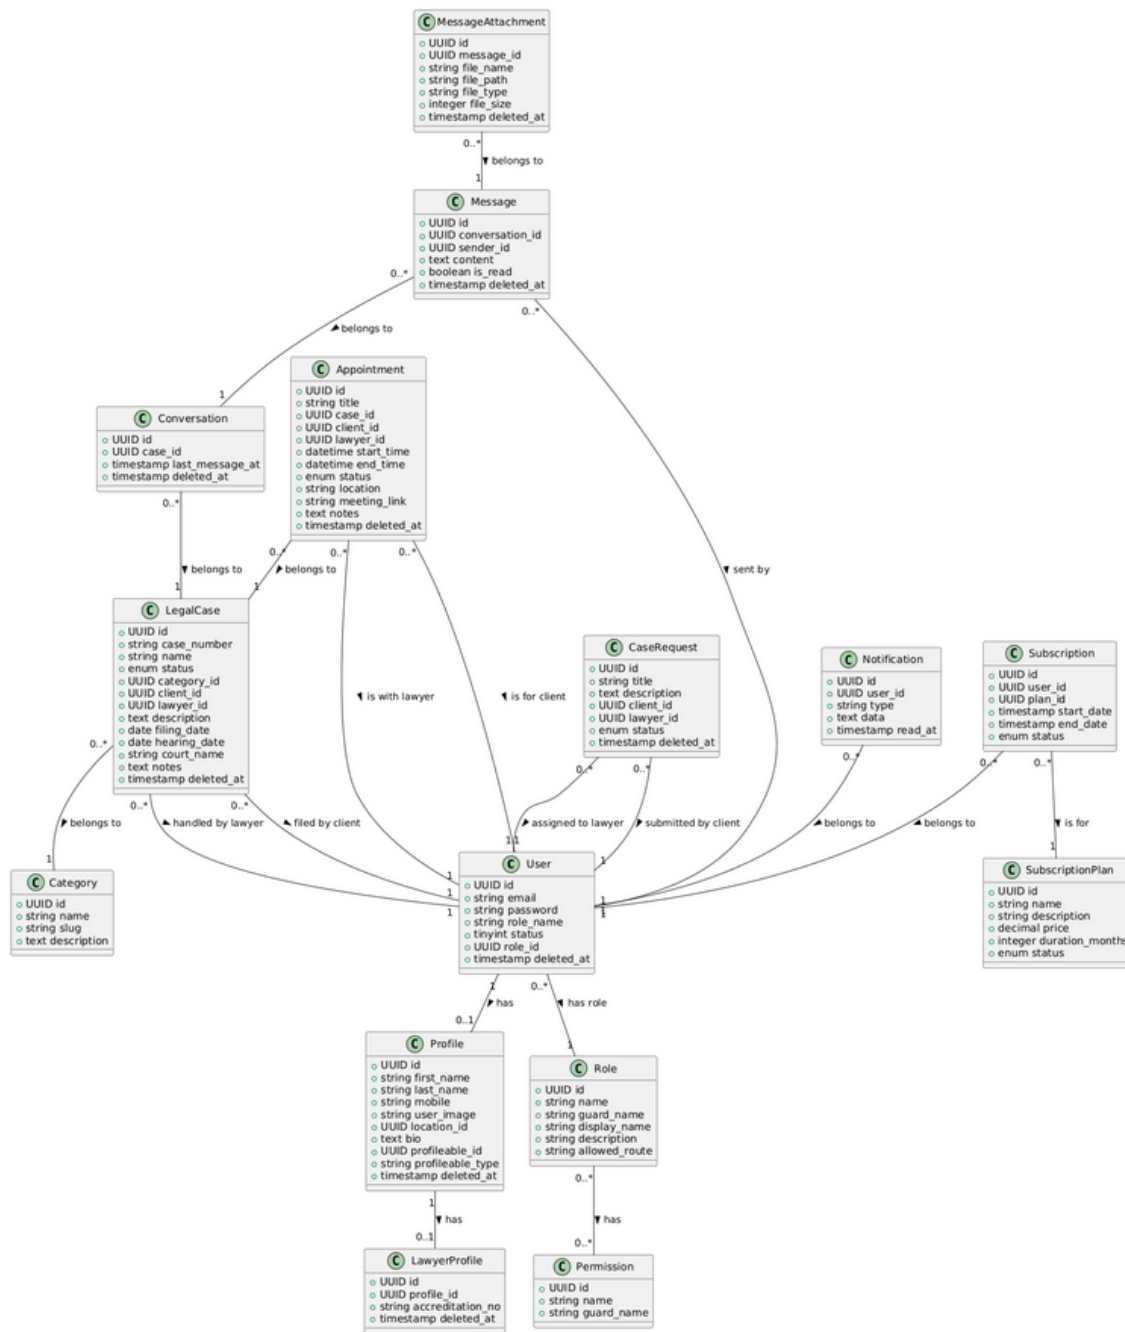 C MessageAttachment
UUID id
UUID message_id
string file_name
string file_path
string file_type
integer file_size
timestamp deleted_at
0..*
belongs to
1
C Message
UUID id
UUID conversation_id
UUID sender_id
text content
boolean is_read
timestamp deleted_at
0..*
0..*
belongs to
1
C Appointment
UUID id
string title
UUID case_id
UUID client_id
UUID lawyer_id
datetime start_time
datetime end_time
enum status
string location
string meeting_link
text notes
timestamp deleted_at
C Conversation
UUID id
UUID case_id
timestamp last_message_at
timestamp deleted_at
0..*
0..*
0..*
0..*
belongs to
belongs to
sent by
1
1
C LegalCase
UUID id
string case_number
string name
enum status
UUID category_id
UUID client_id
UUID lawyer_id
text description
date filing_date
date hearing_date
string court_name
text notes
timestamp deleted_at
is with lawyer
is for client
C CaseRequest
UUID id
string title
text description
UUID client_id
UUID lawyer_id
enum status
timestamp deleted_at
C Notification
UUID id
UUID user_id
string type
text data
timestamp read_at
C Subscription
UUID id
UUID user_id
UUID plan_id
timestamp start_date
timestamp end_date
enum status
0..*
0..*
0..*
0..*
0..*
0..*
0..*
0..*
belongs to
handled by lawyer
filed by client
assigned to lawyer
submitted by client
belongs to
belongs to
is for
1
1
1
1
1
1
1
1
1
1
C Category
UUID id
string name
string slug
text description
C User
UUID id
string email
string password
string role_name
tinyint status
UUID role_id
timestamp deleted_at
C SubscriptionPlan
UUID id
string name
string description
decimal price
integer duration_months
enum status
1
0..*
has
has role
0..1
1
C Profile
UUID id
string first_name
string last_name
string mobile
string user_image
UUID location_id
text bio
UUID profileable_id
string profileable_type
timestamp deleted_at
C Role
UUID id
string name
string guard_name
string display_name
string description
string allowed_route
1
0..*
has
has
0..1
0..*
C LawyerProfile
UUID id
UUID profile_id
string accreditation_no
timestamp deleted_at
C Permission
UUID id
string name
string guard_name